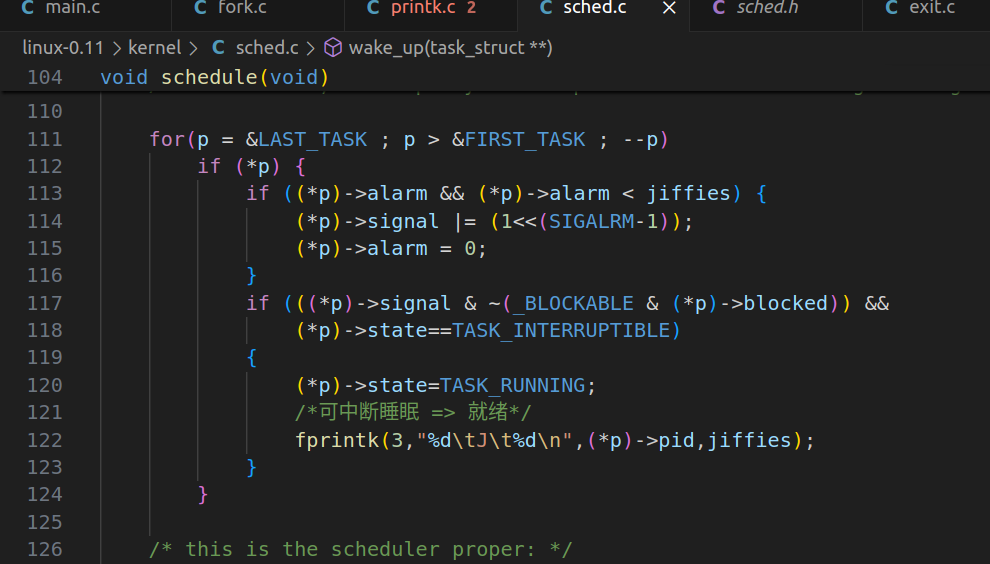 C main.c C fork.c C printk.c 2 C sched.c × C sched.h C exit.c
linux-0.11 > kernel > C sched.c > wake_up(task_struct **)
104 void schedule(void)
110
111 for(p = &LAST_TASK ; p > &FIRST_TASK ; --p)
112 if (*p) {
113 if ((*p)->alarm && (*p)->alarm < jiffies) {
114 (*p)->signal |= (1<<(SIGALRM-1));
115 (*p)->alarm = 0;
116 }
117 if (((*p)->signal & ~(_BLOCKABLE & (*p)->blocked)) &&
118 (*p)->state==TASK_INTERRUPTIBLE)
119 {
120 (*p)->state=TASK_RUNNING;
121 /*可中断睡眠 => 就绪*/
122 fprintk(3,"%d\tJ\t%d\n",(*p)->pid,jiffies);
123 }
124 }
125
126 /* this is the scheduler proper: */